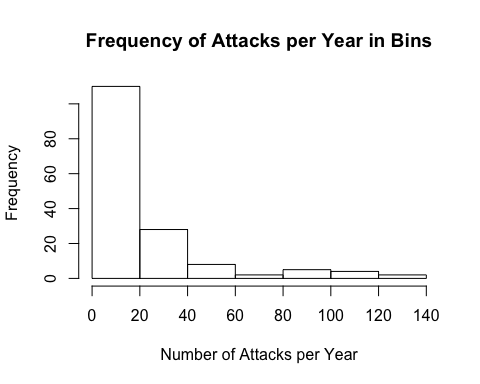 Frequency of Attacks per Year in Bins
Frequency
80
60
40
20
0
0 20 40 60 80 100 120 140
Number of Attacks per Year